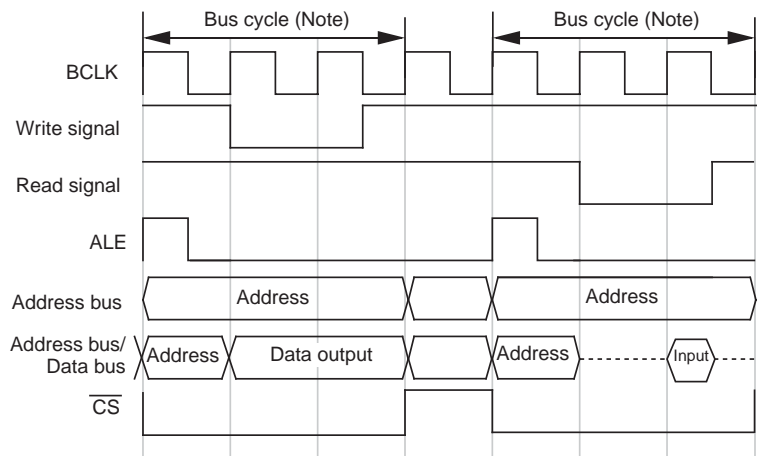 Bus cycle (Note) Bus cycle (Note)
BCLK
Write signal
Read signal
ALE
Address bus Address Address
Address bus/
Data bus Address Data output Address Input
CS